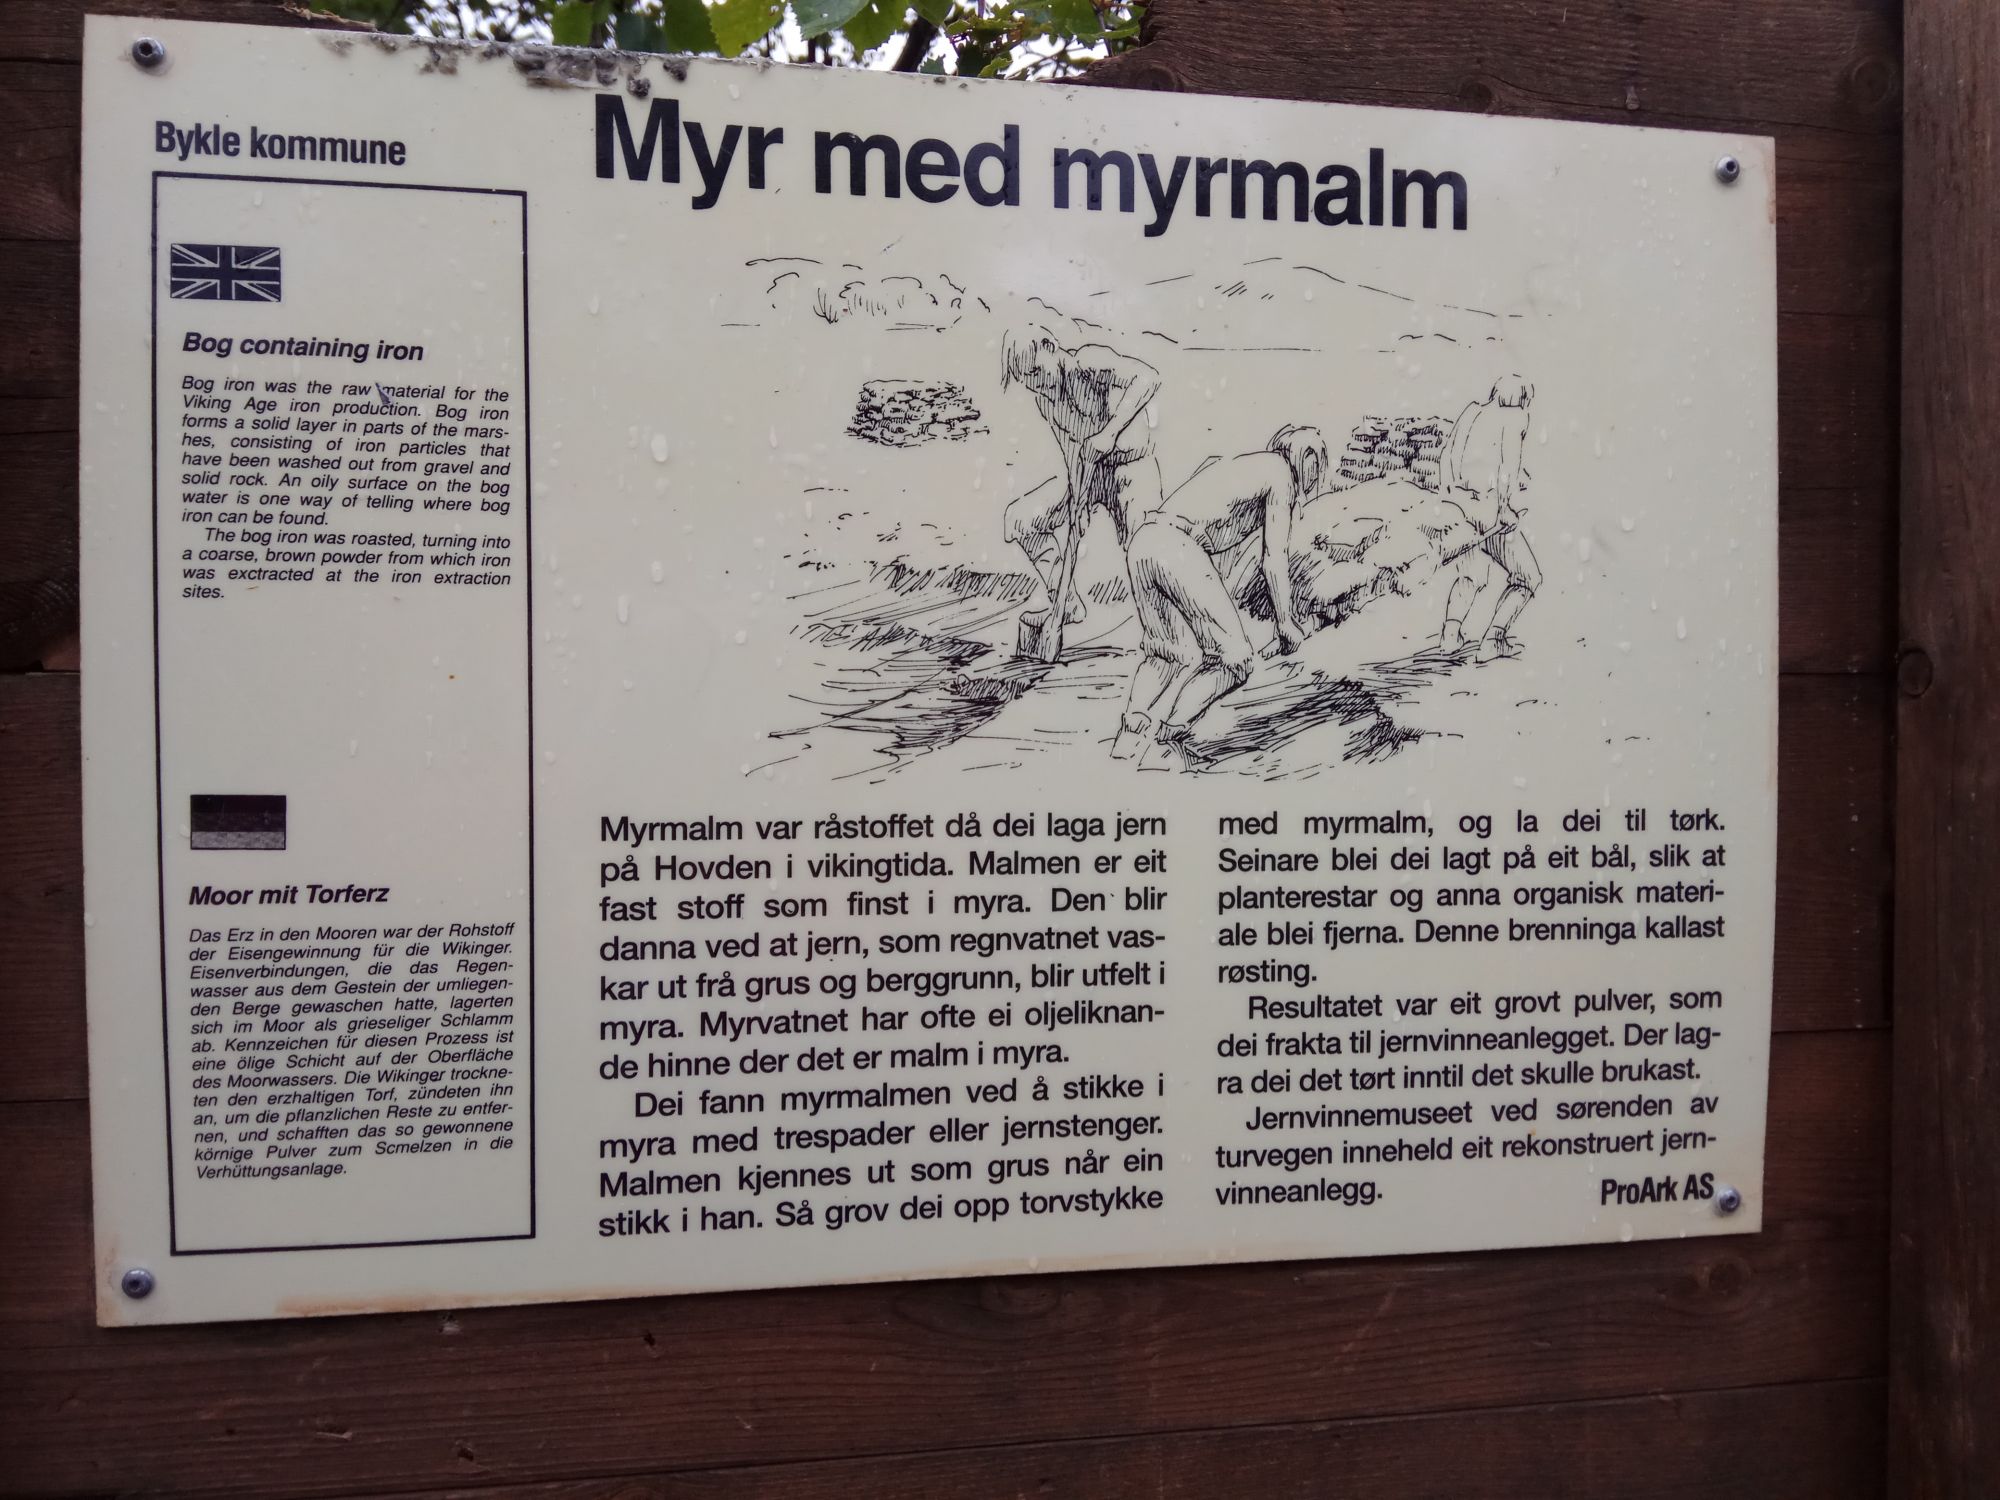 Bykle kommune
Myr med myrmalm
Bog containing iron
Bog iron was the raw material for the
Viking Age iron production. Bog iron
forms a solid layer in parts of the mars-
hes, consisting of iron particles that
have been washed out from gravel and
solid rock. An oily surface on the bog
water is one way of telling where bog
iron can be found.
The bog iron was roasted, turning into
a coarse, brown powder from which iron
was exctracted at the iron extraction
sites.
Moor mit Torferz
Das Erz in den Mooren war der Rohstoff
der Eisengewinnung für die Wikinger.
Eisenverbindungen, die das Regen-
wasser aus dem Gestein der umliegen-
den Berge gewaschen hatte, lagerten
sich im Moor als grieseliger Schlamm
ab. Kennzeichen für diesen Prozess ist
eine ölige Schicht auf der Oberfläche
des Moorwassers. Die Wikinger trockne-
ten den erzhaltigen Torf, zündeten ihn
an, um die pflanzlichen Reste zu entfer-
nen, und schafften das so gewonnene
körnige Pulver zum Scmelzen in die
Verhüttungsanlage.
Myrmalm var råstoffet då dei laga jern
på Hovden i vikingtida. Malmen er eit
fast stoff som finst i myra. Den blir
danna ved at jern, som regnvatnet vas-
kar ut frå grus og berggrunn, blir utfelt i
myra. Myrvatnet har ofte ei oljeliknan-
de hinne der det er malm i myra.
Dei fann myrmalmen ved å stikke i
myra med trespader eller jernstenger.
Malmen kjennes ut som grus når ein
stikk i han. Så grov dei opp torvstykke
med myrmalm, og la dei til tørk.
Seinare blei dei lagt på eit bål, slik at
planterestar og anna organisk materi-
ale blei fjerna. Denne brenninga kallast
røsting.
Resultatet var eit grovt pulver, som
dei frakta til jernvinneanlegget. Der lag-
ra dei det tørt inntil det skulle brukast.
Jernvinnemuseet ved sørenden av
turvegen inneheld eit rekonstruert jern-
vinneanlegg.
ProArk AS